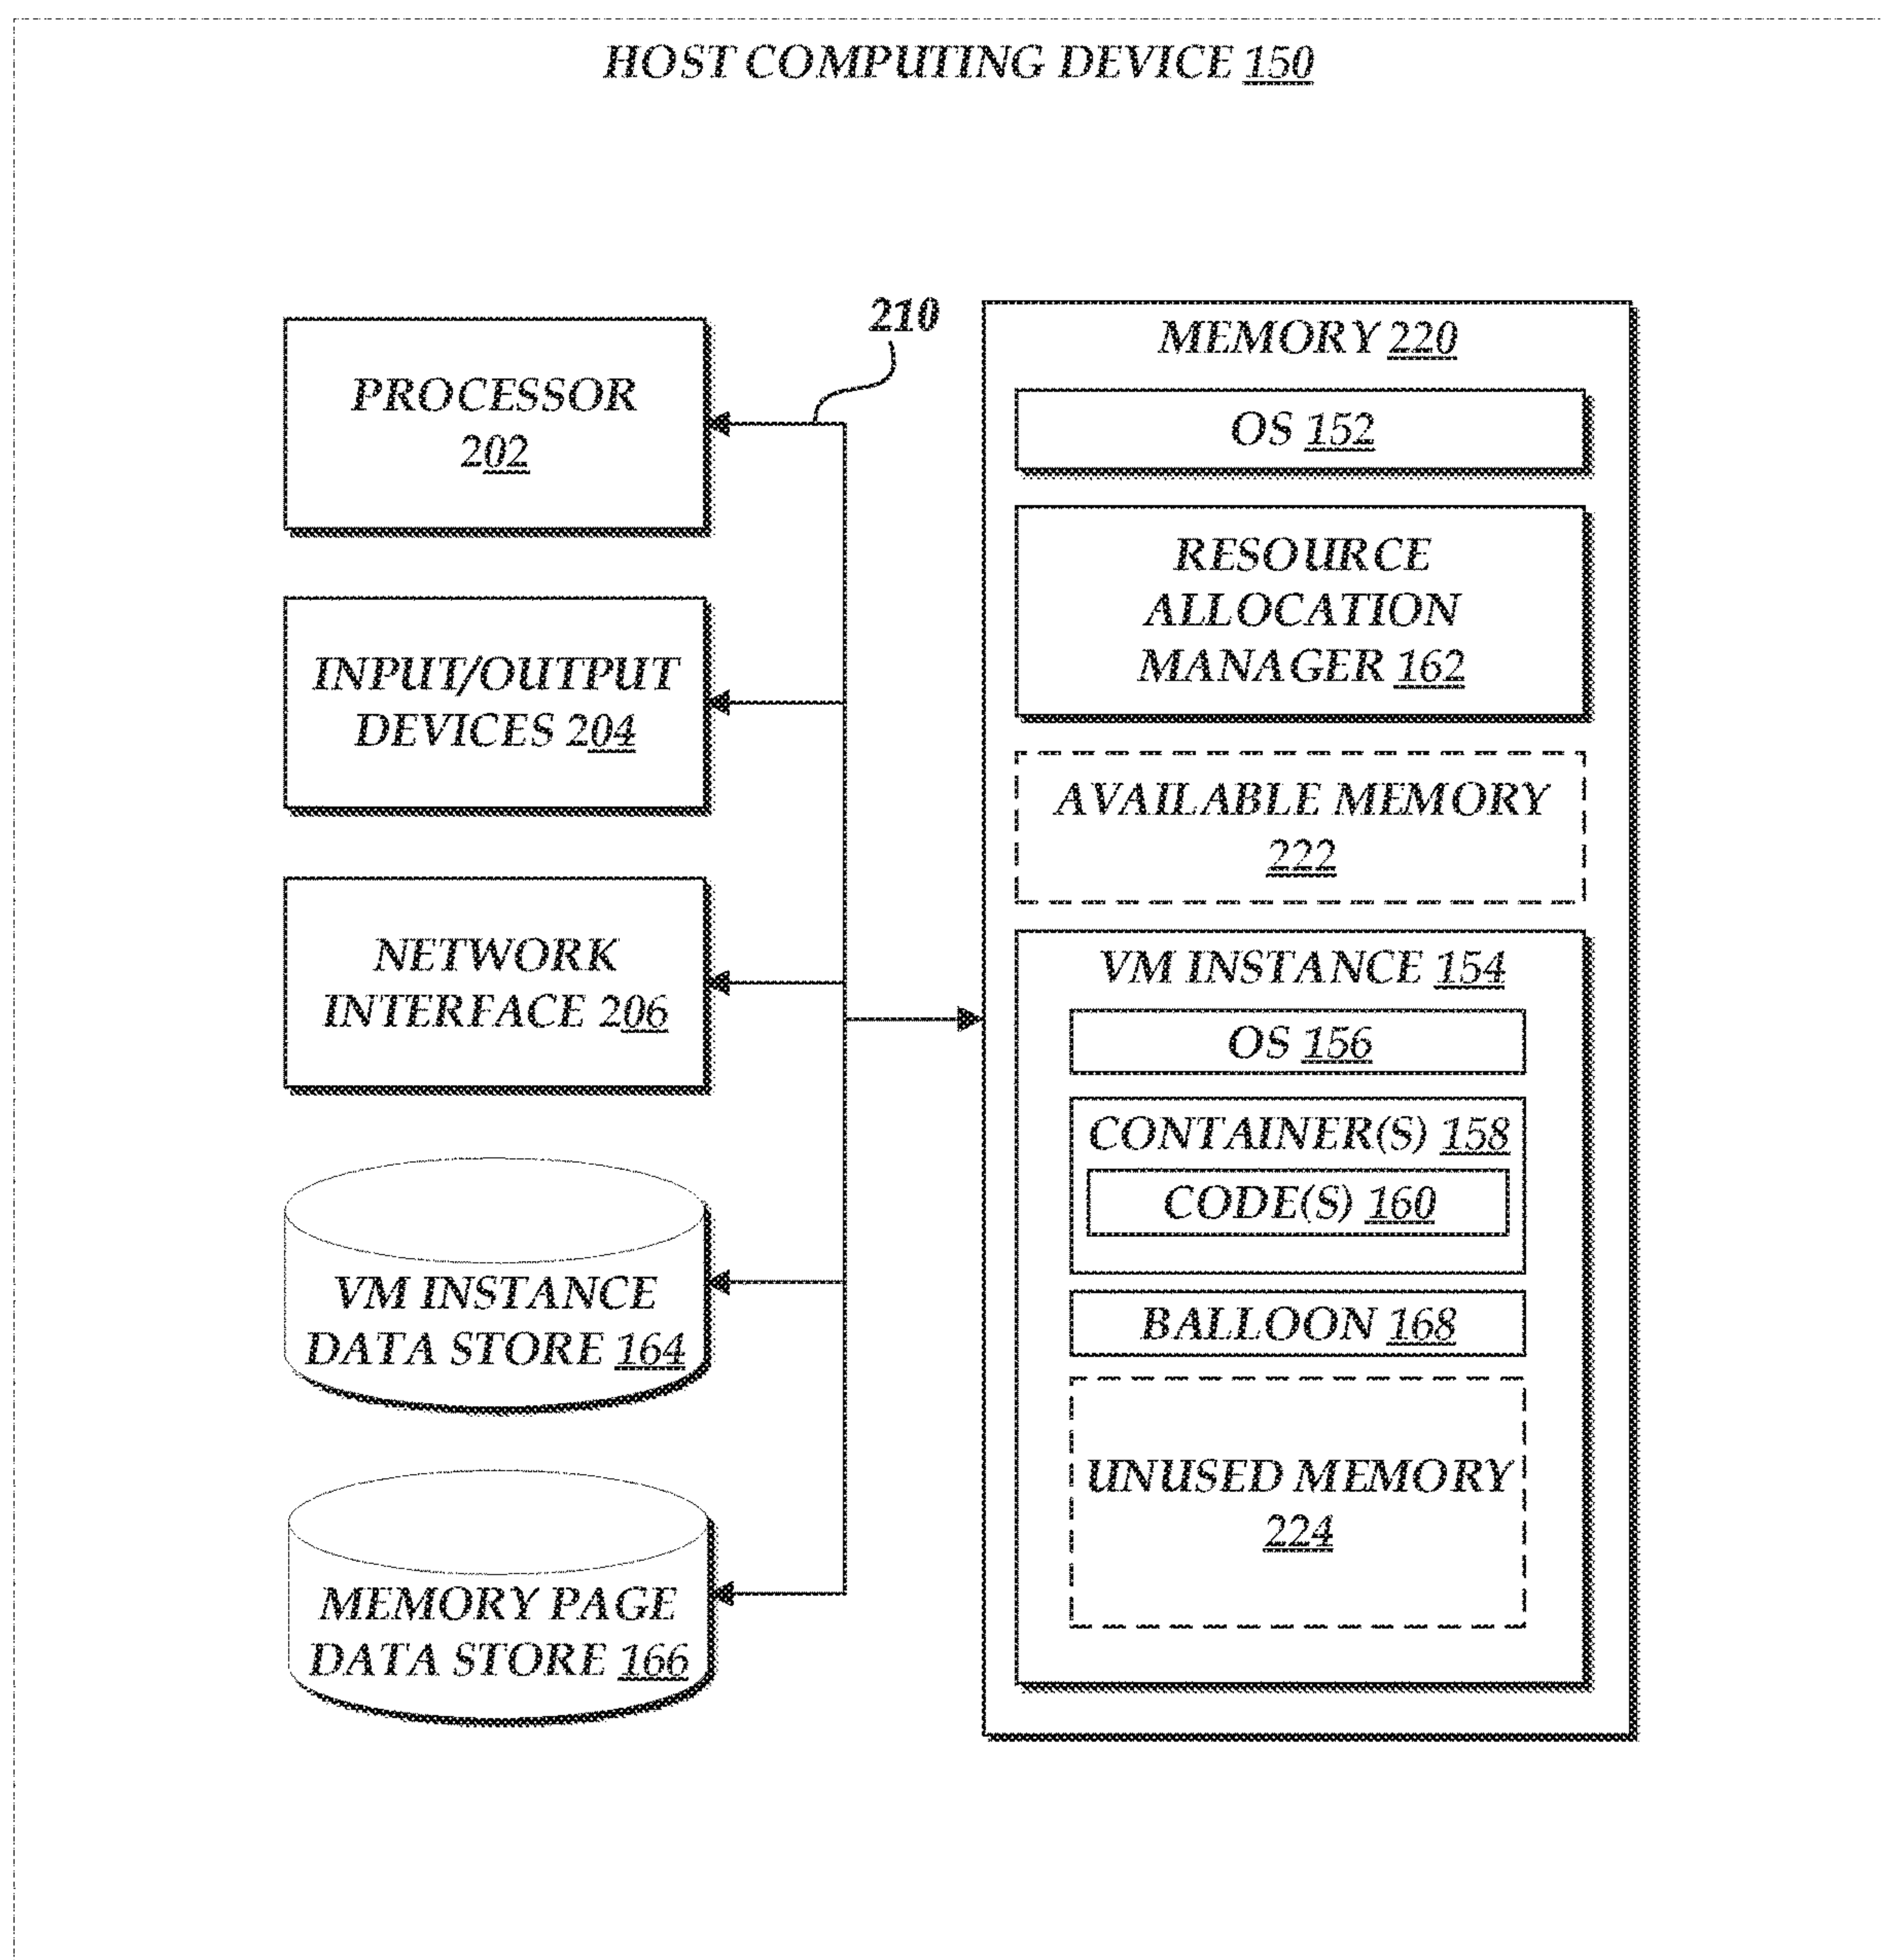 HOST COMPUTING DEVICE 150
PROCESSOR
202
INPUT/OUTPUT
DEVICES 204
NETWORK
INTERFACE 206
VM INSTANCE
DATA STORE 164
MEMORY PAGE
DATA STORE 166
210
MEMORY 220
OS 152
RESOURCE
ALLOCATION
MANAGER 162
AVAILABLE MEMORY
222
VM INSTANCE 154
OS 156
CONTAINER(S) 158
CODE(S) 160
BALLOON 168
UNUSED MEMORY
224